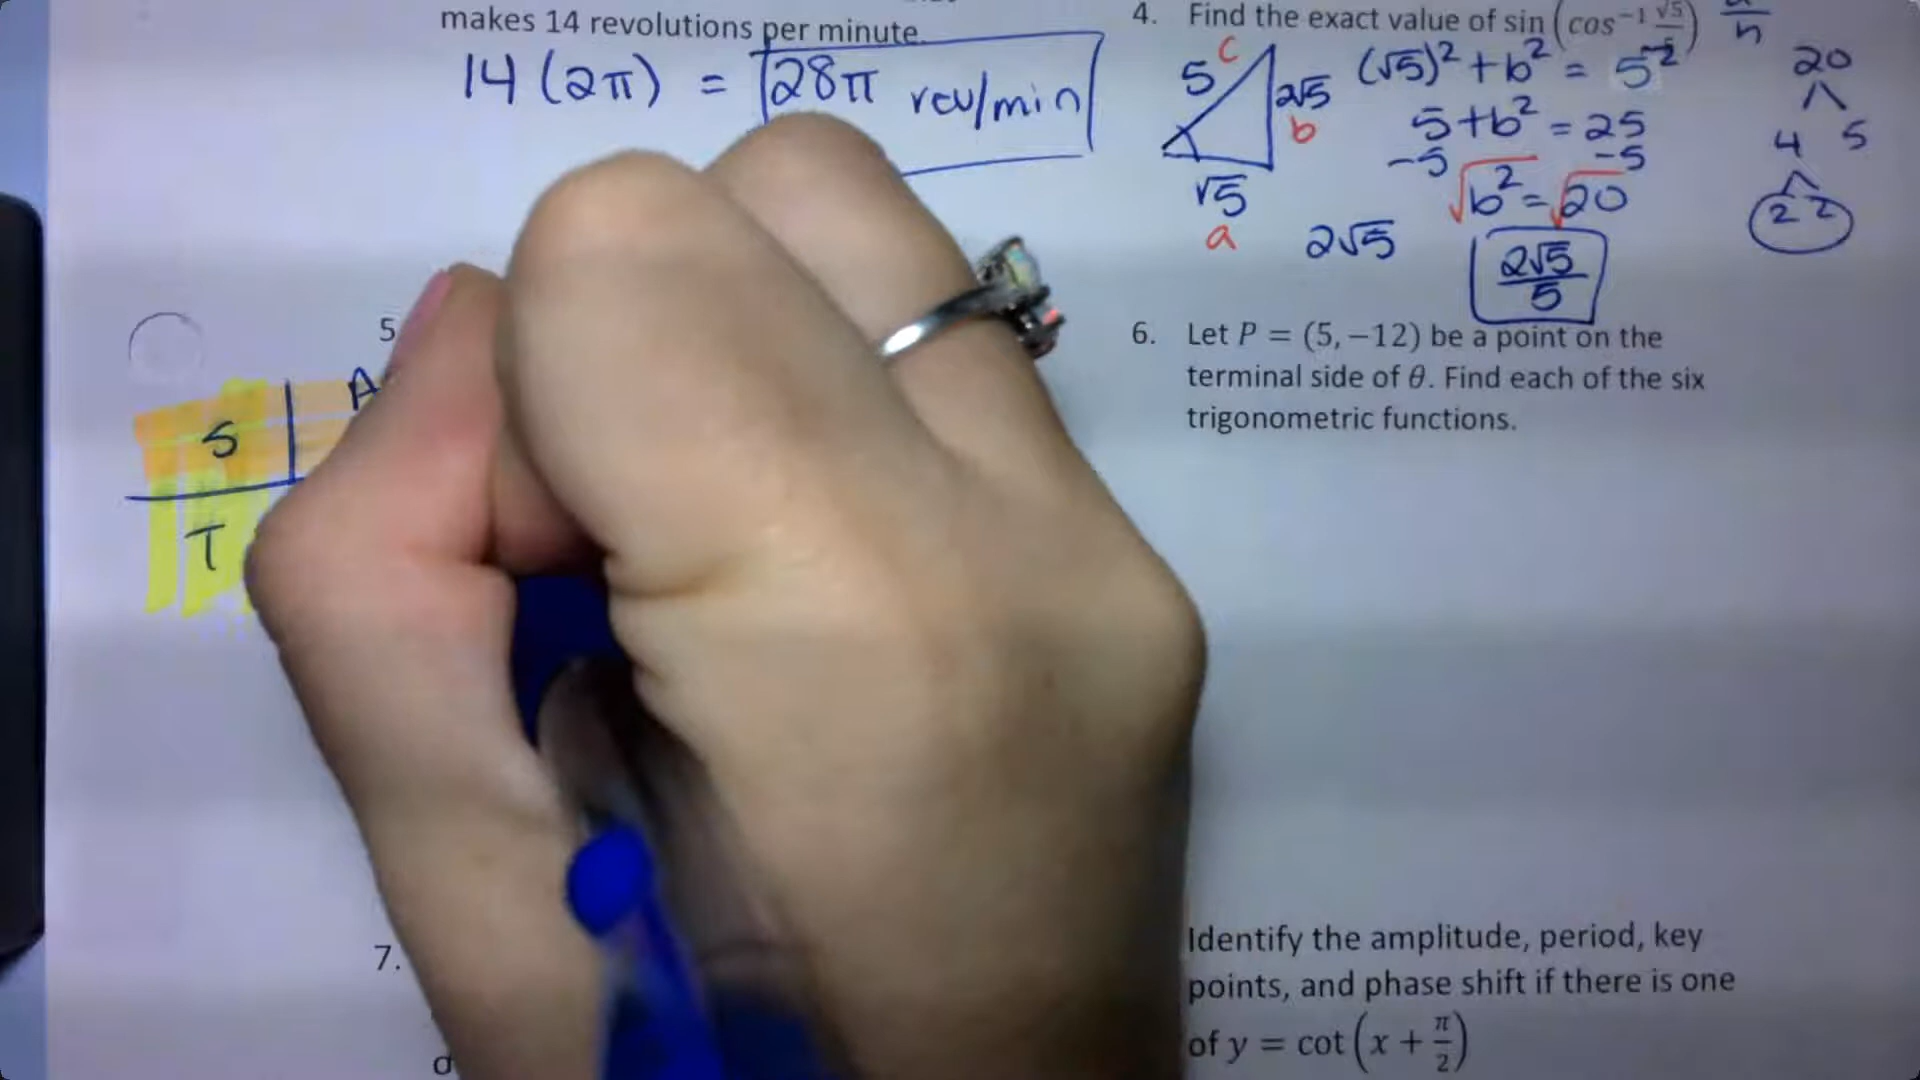 makes 14 revolutions per minute.
14 (2π) = 28π rev/min
4. Find the exact value of sin (cos⁻¹ √5/5)
h
5 c
2√5
b
√5
a
(√5)² + b² = 5²
5 + b² = 25
-5 -5
√b² = √20
2√5
2√5/5
20
4 5
2 2
5
A
S
T
6. Let P = (5, −12) be a point on the
terminal side of θ. Find each of the six
trigonometric functions.
7.
Identify the amplitude, period, key
points, and phase shift if there is one
of y = cot (x + π/2)